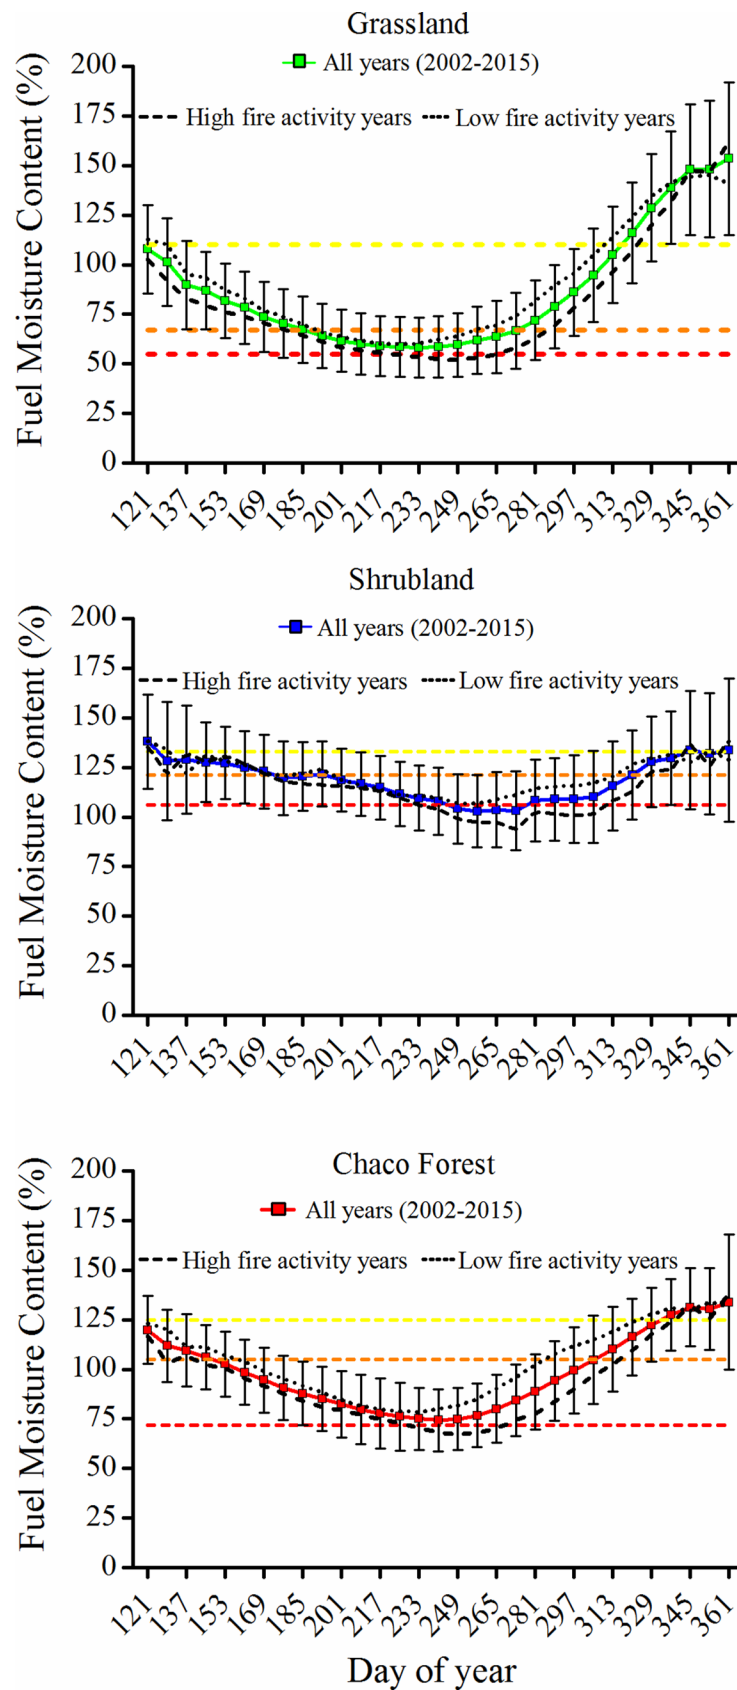 Grassland
All years (2002-2015)
High fire activity years
Low fire activity years
Fuel Moisture Content (%)
200
175
150
125
100
75
50
25
0
121 137 153 169 185 201 217 233 249 265 281 297 313 329 345 361
Shrubland
All years (2002-2015)
High fire activity years
Low fire activity years
Fuel Moisture Content (%)
200
175
150
125
100
75
50
25
0
121 137 153 169 185 201 217 233 249 265 281 297 313 329 345 361
Chaco Forest
All years (2002-2015)
High fire activity years
Low fire activity years
Fuel Moisture Content (%)
200
175
150
125
100
75
50
25
0
121 137 153 169 185 201 217 233 249 265 281 297 313 329 345 361
Day of year